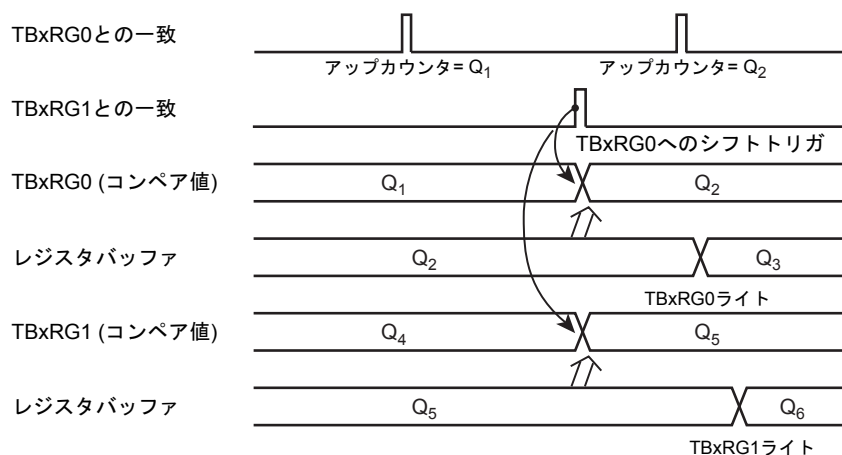 TBxRG0との一致
アップカウンタ= Q1
アップカウンタ= Q2
TBxRG1との一致
TBxRG0へのシフトトリガ
TBxRG0 (コンペア値)
Q1
Q2
レジスタバッファ
Q2
Q3
TBxRG0ライト
TBxRG1 (コンペア値)
Q4
Q5
レジスタバッファ
Q5
Q6
TBxRG1ライト